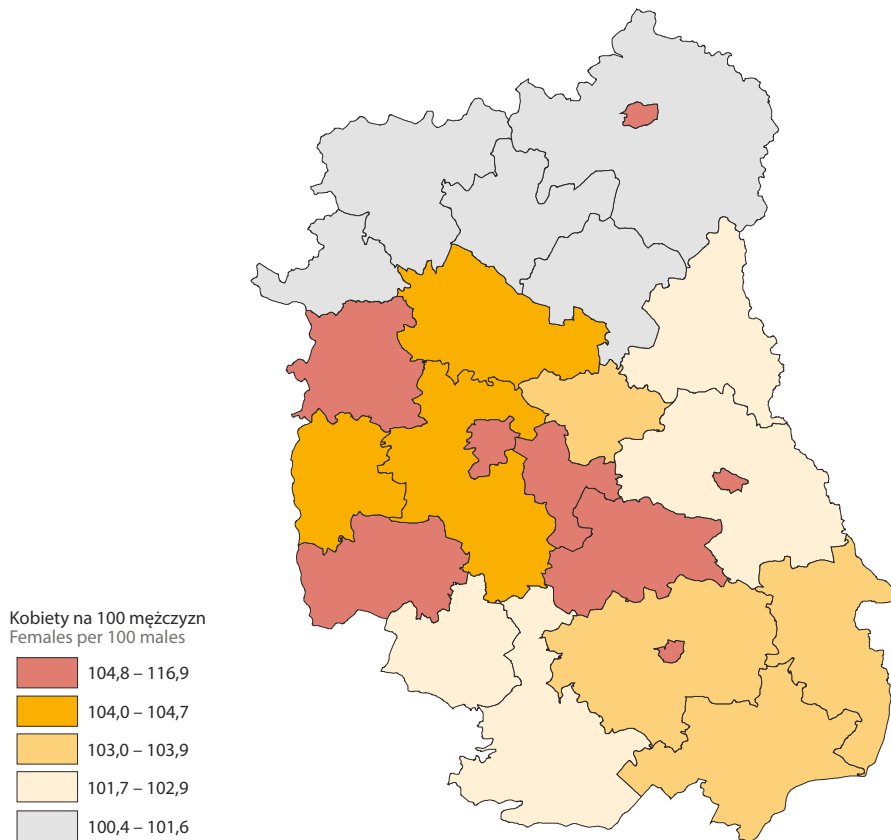 Kobiety na 100 mężczyzn
Females per 100 males
104,8 – 116,9
104,0 – 104,7
103,0 – 103,9
101,7 – 102,9
100,4 – 101,6